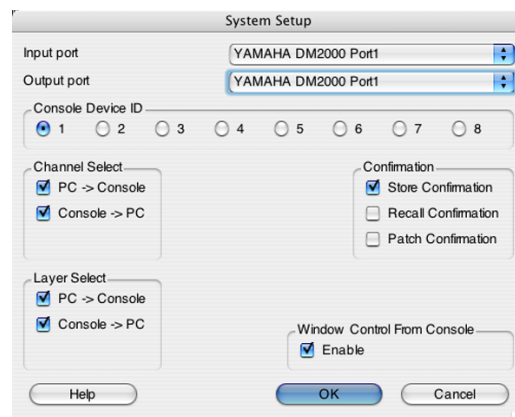 System Setup
Input port YAMAHA DM2000 Port1
Output port YAMAHA DM2000 Port1
Console Device ID
1 2 3 4 5 6 7 8
Channel Select
PC -> Console
Console -> PC
Confirmation
Store Confirmation
Recall Confirmation
Patch Confirmation
Layer Select
PC -> Console
Console -> PC
Window Control From Console
Enable
Help OK Cancel